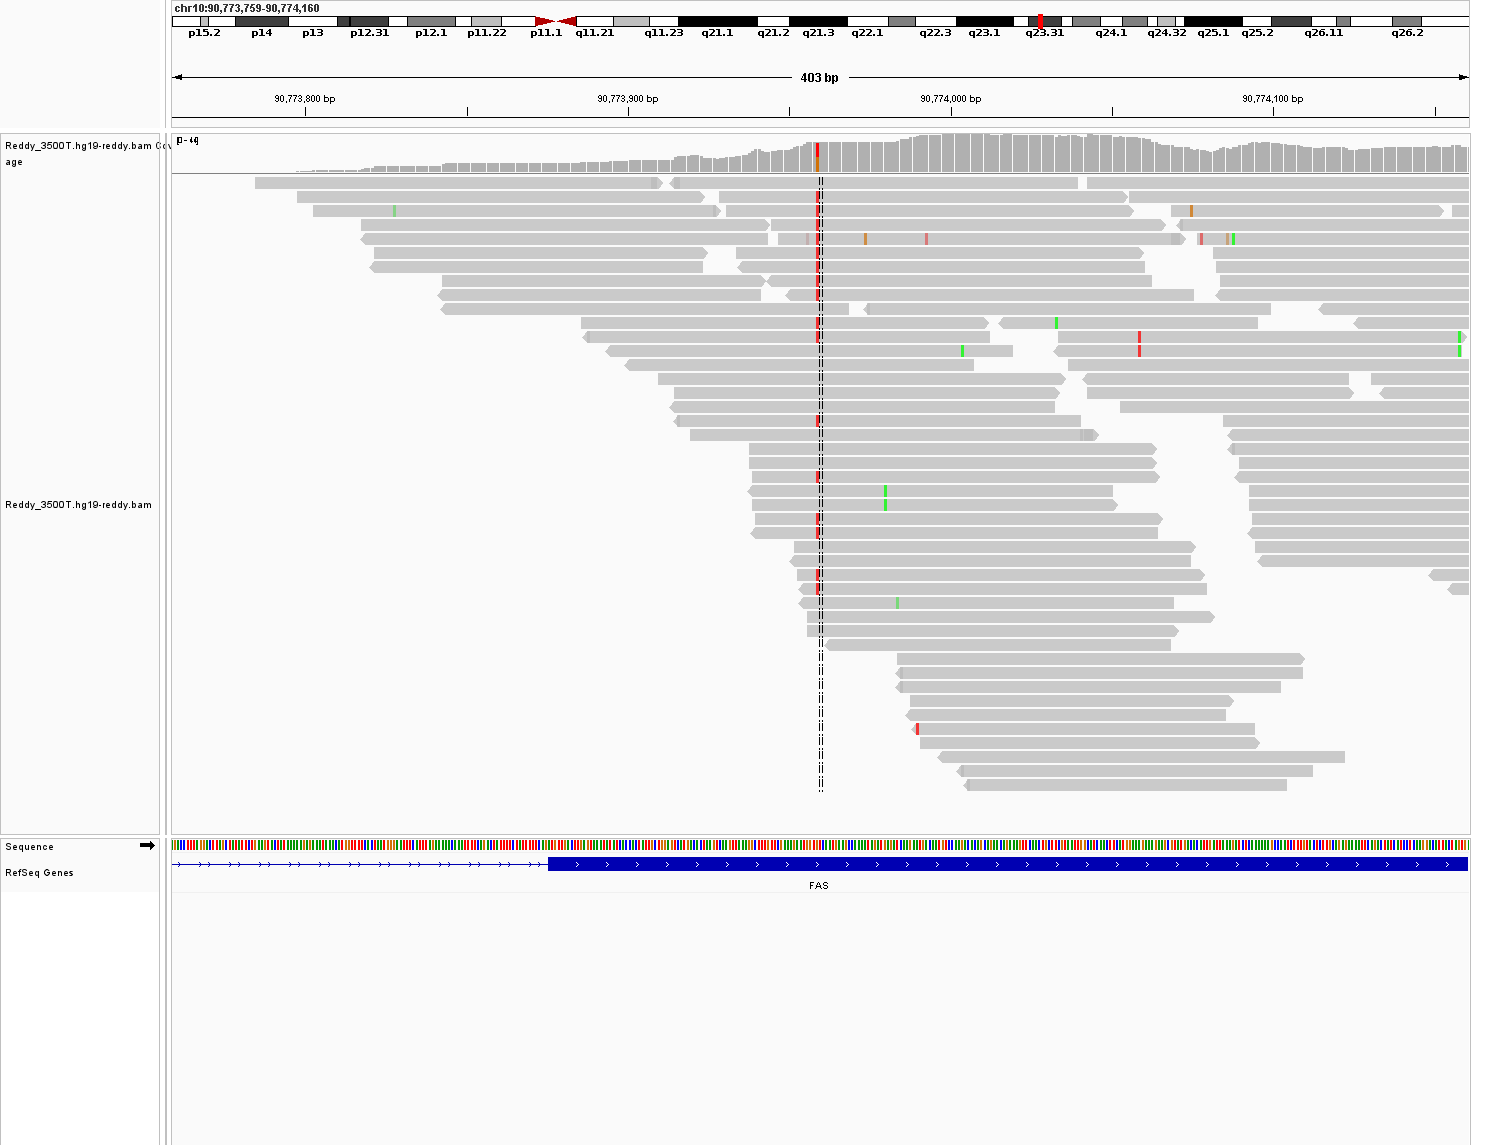 chr10:90,773,759-90,774,160
p15.2 p14 p13 p12.31 p12.1 p11.22 p11.1 q11.21 q11.23 q21.1 q21.2 q21.3 q22.1 q22.3 q23.1 q23.31 q24.1 q24.32 q25.1 q25.2 q26.11 q26.2
403 bp
90,773,800 bp 90,773,900 bp 90,774,000 bp 90,774,100 bp
Reddy_3500T.hg19-reddy.bam Cov
age
Reddy_3500T.hg19-reddy.bam
Sequence
RefSeq Genes
FAS